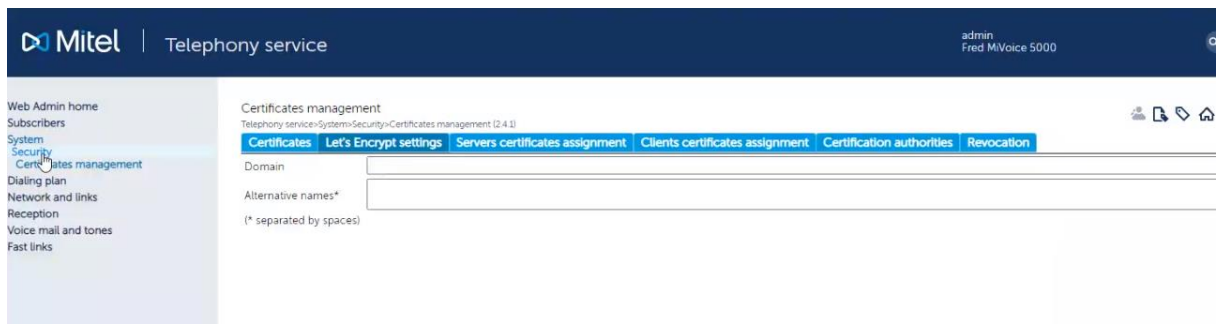 Mitel | Telephony service
admin
Fred MiVoice 5000
Web Admin home
Subscribers
System
Security
Certificates management
Dialing plan
Network and links
Reception
Voice mail and tones
Fast links
Certificates management
Telephony service>System>Security>Certificates management (2.4.1)
Certificates Let's Encrypt settings Servers certificates assignment Clients certificates assignment Certification authorities Revocation
Domain
Alternative names*
(* separated by spaces)